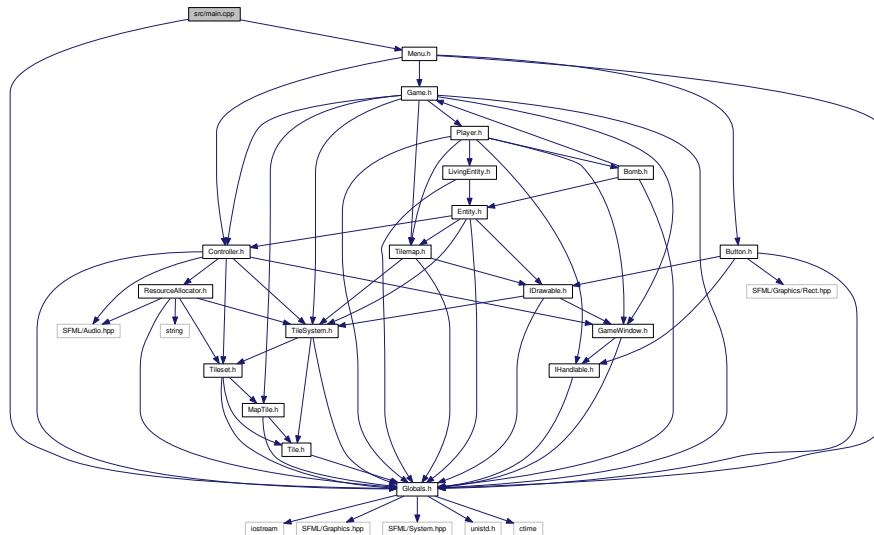 src/main.cpp
Menu.h
Game.h
Player.h
LivingEntity.h
Bomb.h
Entity.h
Controller.h
Tilemap.h
Button.h
ResourceAllocator.h
IDrawable.h
SFML/Graphics/Rect.hpp
SFML/Audio.hpp
string
TileSystem.h
GameWindow.h
Tileset.h
IHandlable.h
MapTile.h
Tile.h
Globals.h
iostream
SFML/Graphics.hpp
SFML/System.hpp
unistd.h
ctime